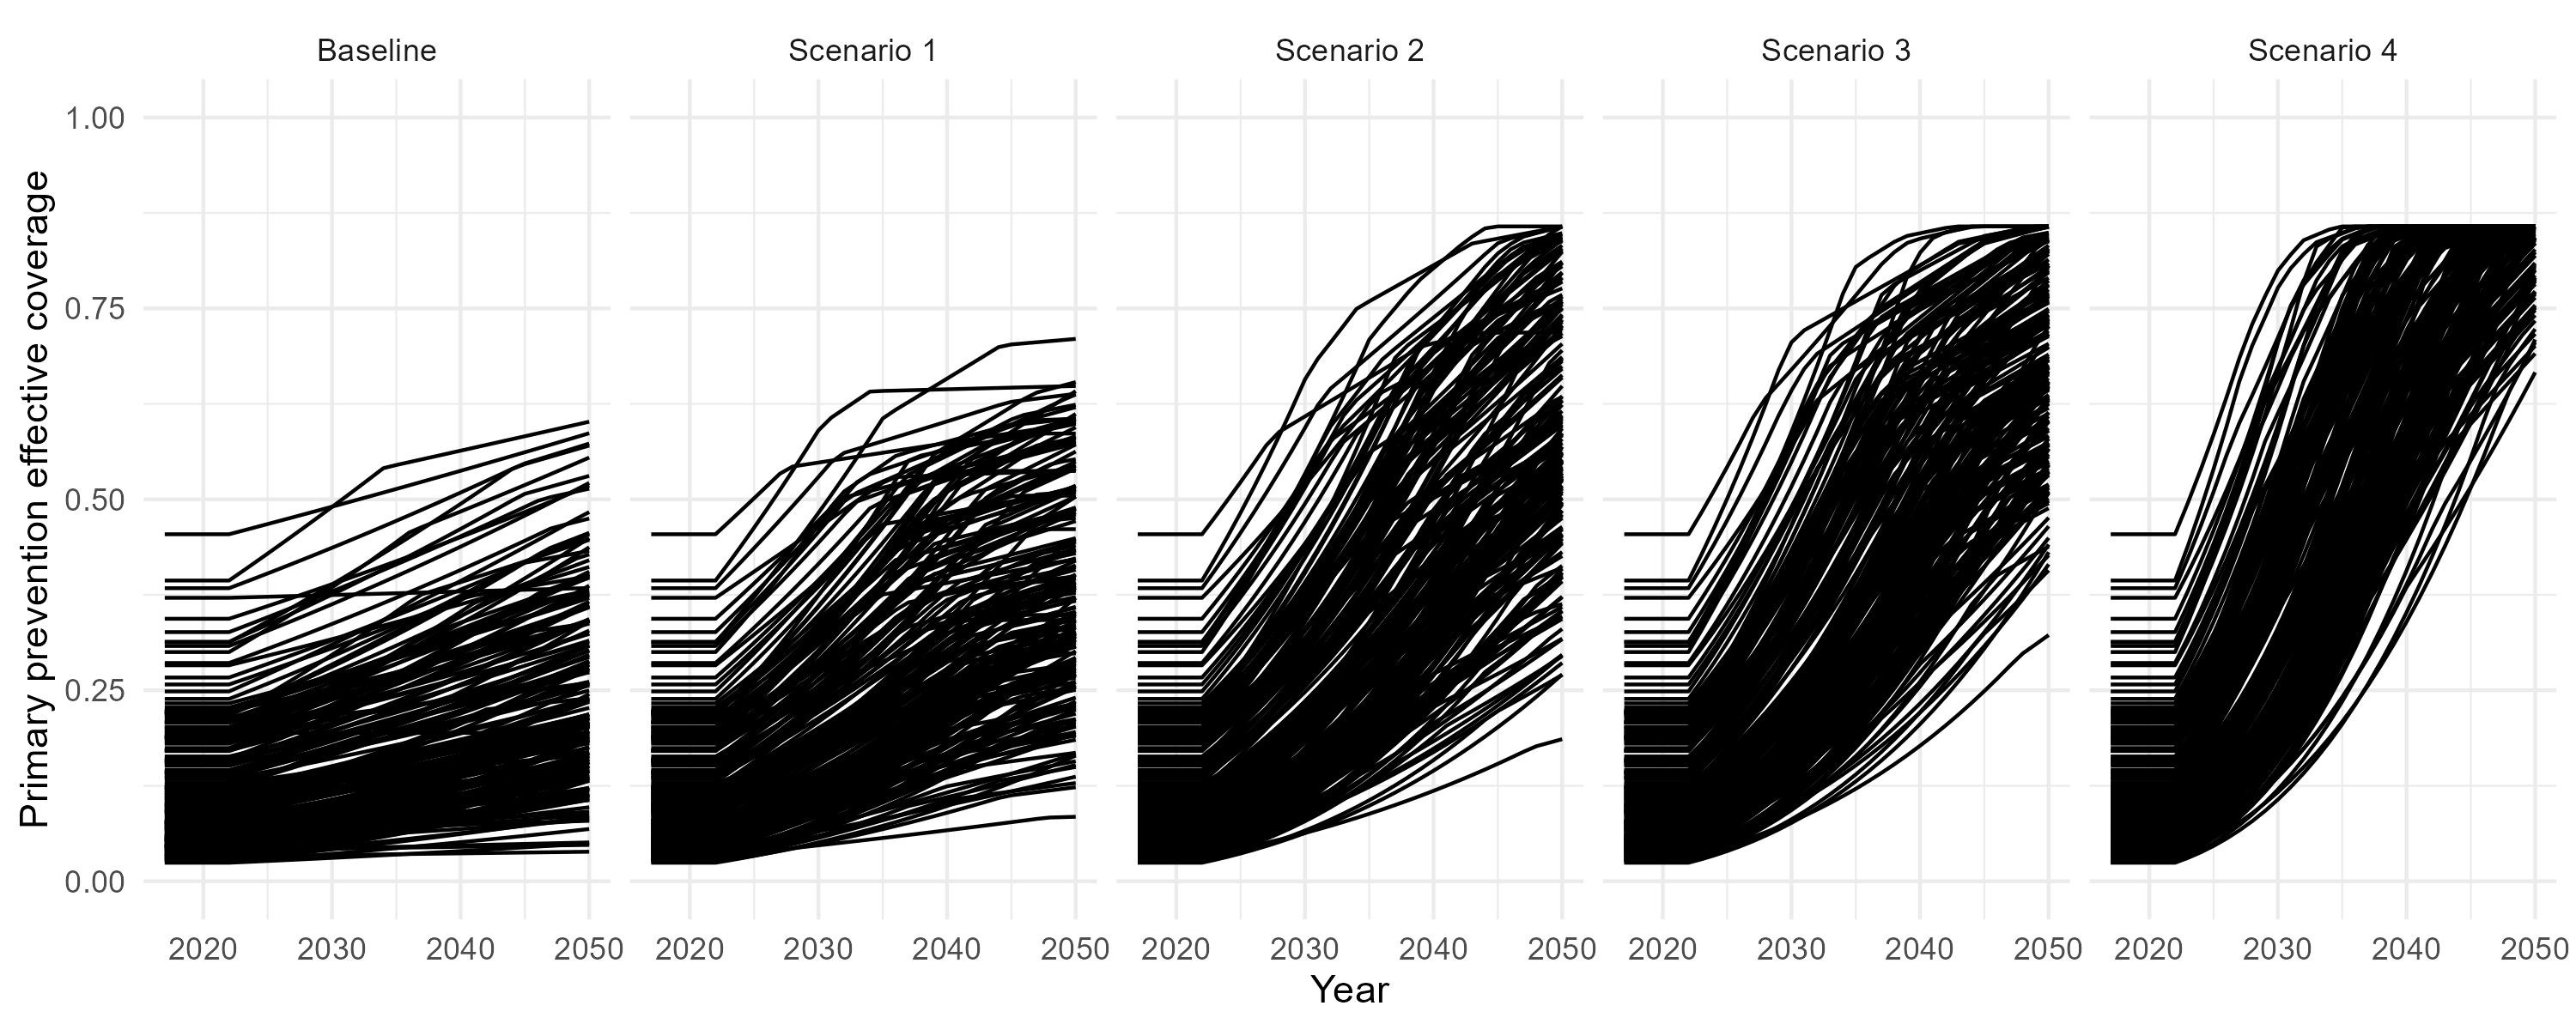 Baseline Scenario 1 Scenario 2 Scenario 3 Scenario 4
Primary prevention effective coverage
1.00
0.75
0.50
0.25
0.00
2020 2030 2040 2050 2020 2030 2040 2050 2020 2030 2040 2050 2020 2030 2040 2050 2020 2030 2040 2050
Year